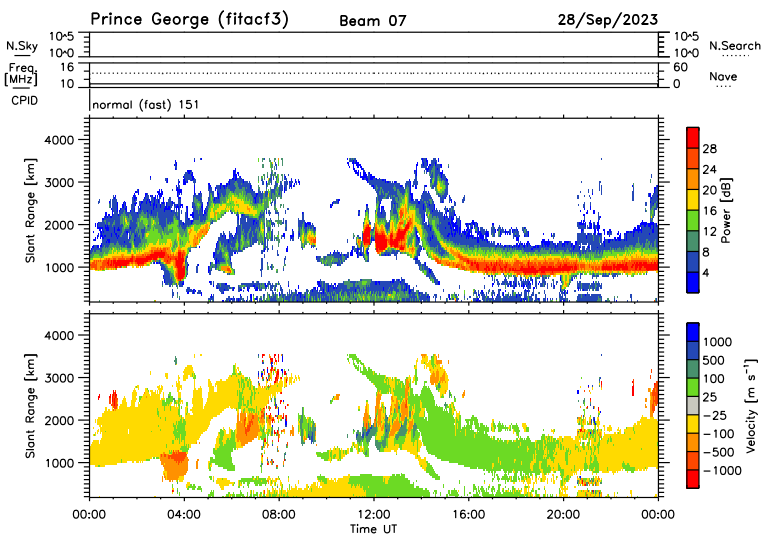 Prince George (fitacf3) Beam 07 28/Sep/2023
N.Sky 10^5 10^0 10^5 10^0 N.Search
Freq. [MHz] 16 10 60 0 Nave
CPID normal (fast) 151
Slant Range [km] 4000 3000 2000 1000
Power [dB] 28 24 20 16 12 8 4
Slant Range [km] 4000 3000 2000 1000
Velocity [m s⁻¹] 1000 500 100 25 −25 −100 −500 −1000
00:00 04:00 08:00 12:00 16:00 20:00 00:00
Time UT